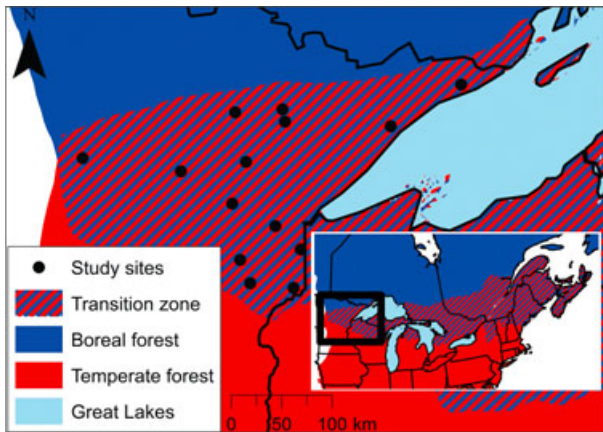 N
Study sites
Transition zone
Boreal forest
Temperate forest
Great Lakes
0 50 100 km